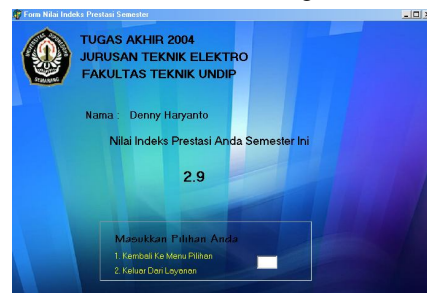 Form Nilai Indeks Prestasi Semester
TUGAS AKHIR 2004
JURUSAN TEKNIK ELEKTRO
FAKULTAS TEKNIK UNDIP
Nama : Denny Haryanto
Nilai Indeks Prestasi Anda Semester Ini
2.9
Masukkan Pilihan Anda
1. Kembali Ke Menu Pilihan
2. Keluar Dari Layanan